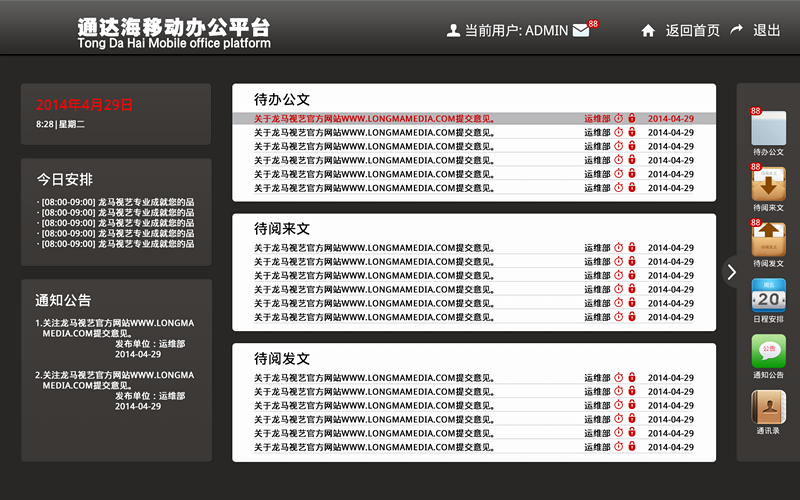 通达海移动办公平台
Tong Da Hai Mobile office platform
当前用户: ADMIN 88
返回首页
退出
2014年4月29日
8:28|星期二
今日安排
· [08:00-09:00] 龙马视艺专业成就您的品
· [08:00-09:00] 龙马视艺专业成就您的品
· [08:00-09:00] 龙马视艺专业成就您的品
· [08:00-09:00] 龙马视艺专业成就您的品
· [08:00-09:00] 龙马视艺专业成就您的品
通知公告
1.关注龙马视艺官方网站WWW.LONGMA
MEDIA.COM提交意见。
发布单位：运维部
2014-04-29
2.关注龙马视艺官方网站WWW.LONGMA
MEDIA.COM提交意见。
发布单位：运维部
2014-04-29
待办公文
关于龙马视艺官方网站WWW.LONGMAMEDIA.COM提交意见。 运维部 2014-04-29
关于龙马视艺官方网站WWW.LONGMAMEDIA.COM提交意见。 运维部 2014-04-29
关于龙马视艺官方网站WWW.LONGMAMEDIA.COM提交意见。 运维部 2014-04-29
关于龙马视艺官方网站WWW.LONGMAMEDIA.COM提交意见。 运维部 2014-04-29
关于龙马视艺官方网站WWW.LONGMAMEDIA.COM提交意见。 运维部 2014-04-29
关于龙马视艺官方网站WWW.LONGMAMEDIA.COM提交意见。 运维部 2014-04-29
待阅来文
关于龙马视艺官方网站WWW.LONGMAMEDIA.COM提交意见。 运维部 2014-04-29
关于龙马视艺官方网站WWW.LONGMAMEDIA.COM提交意见。 运维部 2014-04-29
关于龙马视艺官方网站WWW.LONGMAMEDIA.COM提交意见。 运维部 2014-04-29
关于龙马视艺官方网站WWW.LONGMAMEDIA.COM提交意见。 运维部 2014-04-29
关于龙马视艺官方网站WWW.LONGMAMEDIA.COM提交意见。 运维部 2014-04-29
关于龙马视艺官方网站WWW.LONGMAMEDIA.COM提交意见。 运维部 2014-04-29
待阅发文
关于龙马视艺官方网站WWW.LONGMAMEDIA.COM提交意见。 运维部 2014-04-29
关于龙马视艺官方网站WWW.LONGMAMEDIA.COM提交意见。 运维部 2014-04-29
关于龙马视艺官方网站WWW.LONGMAMEDIA.COM提交意见。 运维部 2014-04-29
关于龙马视艺官方网站WWW.LONGMAMEDIA.COM提交意见。 运维部 2014-04-29
关于龙马视艺官方网站WWW.LONGMAMEDIA.COM提交意见。 运维部 2014-04-29
关于龙马视艺官方网站WWW.LONGMAMEDIA.COM提交意见。 运维部 2014-04-29
88
待办公文
88
待阅来文
88
待阅发文
20
日程安排
公告
通知公告
通讯录